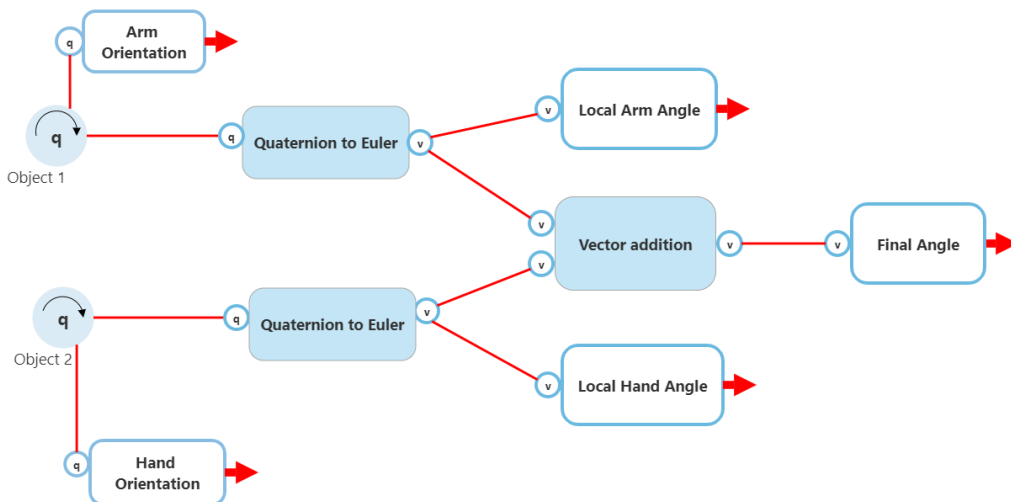 Arm
Orientation
q
q
Object 1
q
Quaternion to Euler
v
v
Local Arm Angle
v
v
Vector addition
v
v
Final Angle
q
Object 2
q
Quaternion to Euler
v
v
Local Hand Angle
q
Hand
Orientation